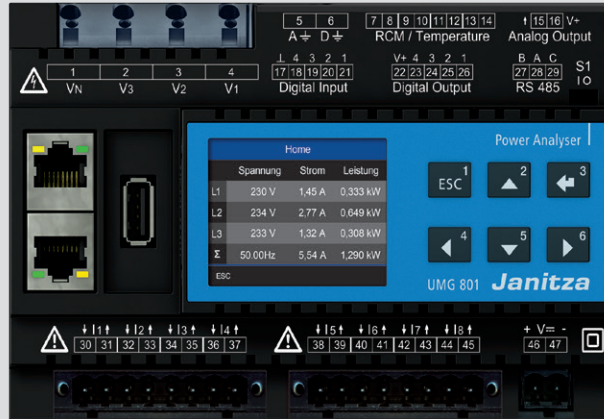 5 6
A D
7 8 9 10 11 12 13 14
RCM / Temperature
15 16 V+
Analog Output
1 2 3 4
VN V3 V2 V1
⊥ 4 3 2 1
17 18 19 20 21
Digital Input
V+ 4 3 2 1
22 23 24 25 26
Digital Output
B A C
27 28 29
RS 485
S1
I O
Power Analyser
Home
Spannung Strom Leistung
L1 230 V 1,45 A 0,333 kW
L2 234 V 2,77 A 0,649 kW
L3 233 V 1,32 A 0,308 kW
Σ 50.00Hz 5,54 A 1,290 kW
ESC
ESC 1
2
3
4
5
6
UMG 801 Janitza
I1 I2 I3 I4
30 31 32 33 34 35 36 37
I5 I6 I7 I8
38 39 40 41 42 43 44 45
+ V -
46 47